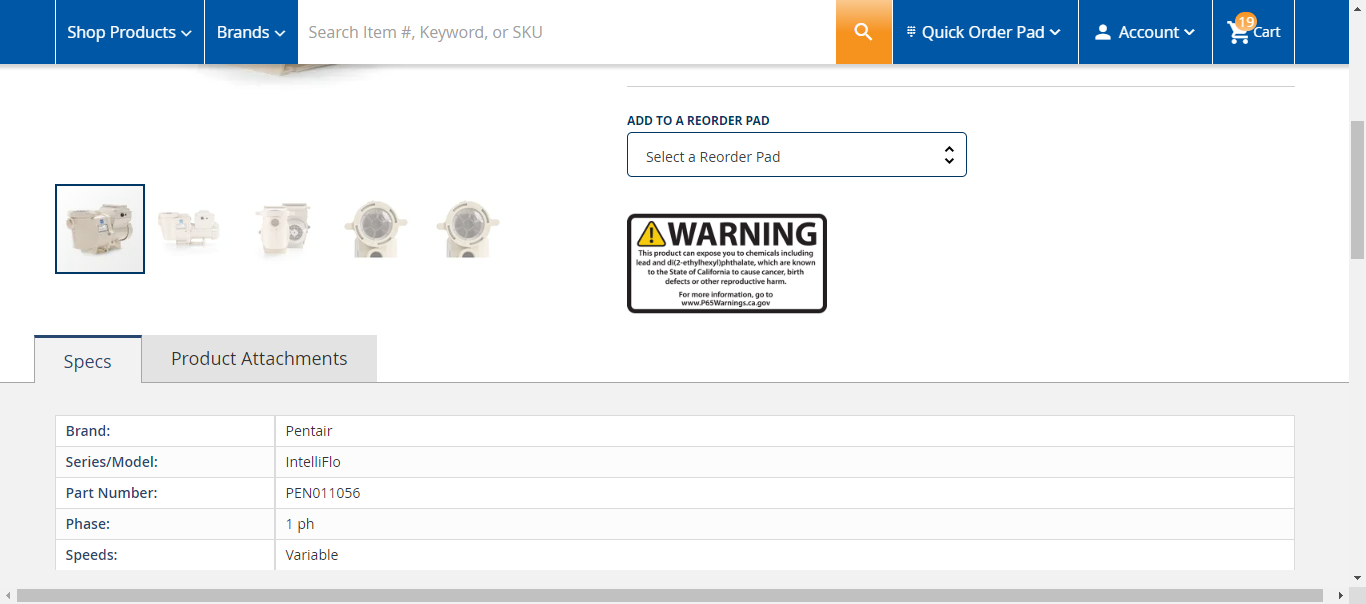 Shop Products
Brands
Search Item #, Keyword, or SKU
Quick Order Pad
Account
19
Cart
ADD TO A REORDER PAD
Select a Reorder Pad
WARNING
This product can expose you to chemicals including
lead and di(2-ethylhexyl)phthalate, which are known
to the State of California to cause cancer, birth
defects or other reproductive harm.
For more information, go to
www.P65Warnings.ca.gov
Specs
Product Attachments
Brand: Pentair
Series/Model: IntelliFlo
Part Number: PEN011056
Phase: 1 ph
Speeds: Variable